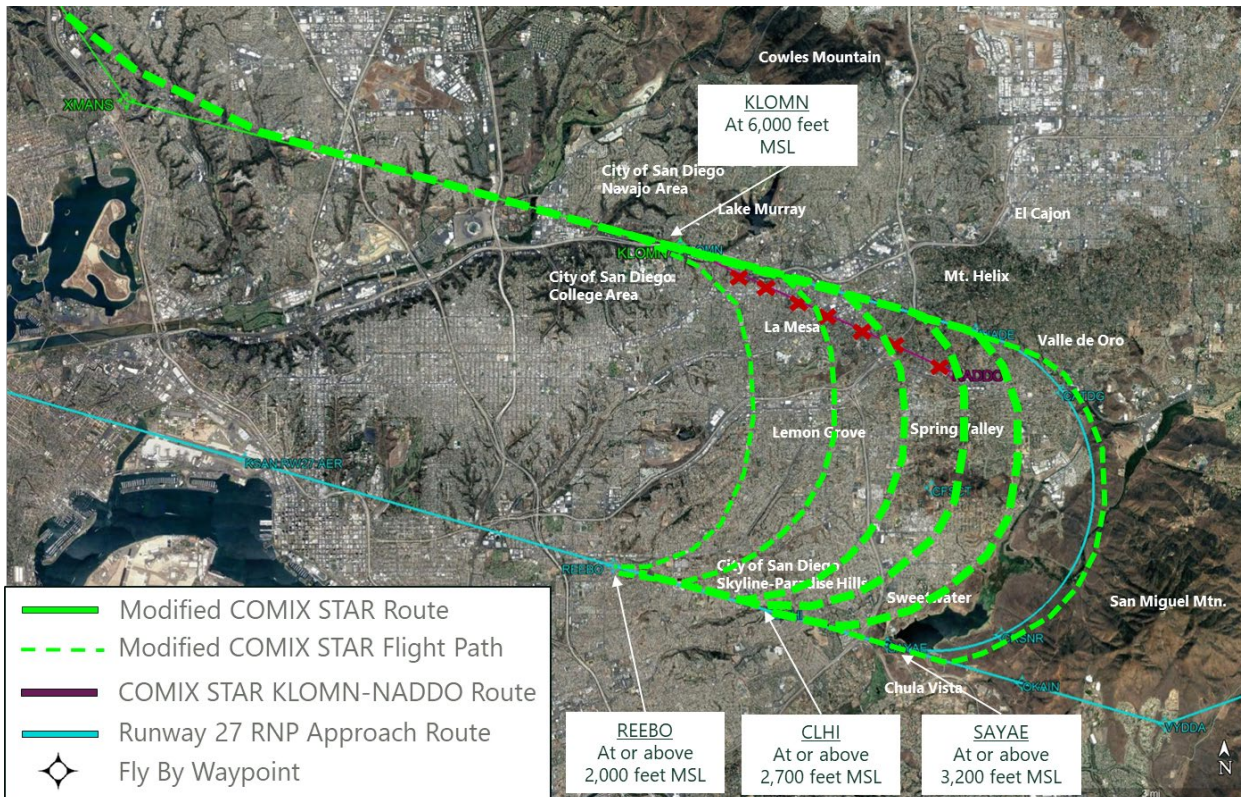 Cowles Mountain
XMANS
KLOMN
At 6,000 feet
MSL
City of San Diego
Navajo Area
Lake Murray
El Cajon
KLOMN
City of San Diego
College Area
Mt. Helix
La Mesa
Valle de Oro
Lemon Grove
Spring Valley
REEBO
City of San Diego
Skyline-Paradise Hills
Sweetwater
San Miguel Mtn.
Chula Vista
VYDDA
Modified COMIX STAR Route
Modified COMIX STAR Flight Path
COMIX STAR KLOMN-NADDO Route
Runway 27 RNP Approach Route
Fly By Waypoint
REEBO
At or above
2,000 feet MSL
CLHI
At or above
2,700 feet MSL
SAYAE
At or above
3,200 feet MSL
N
3 mi